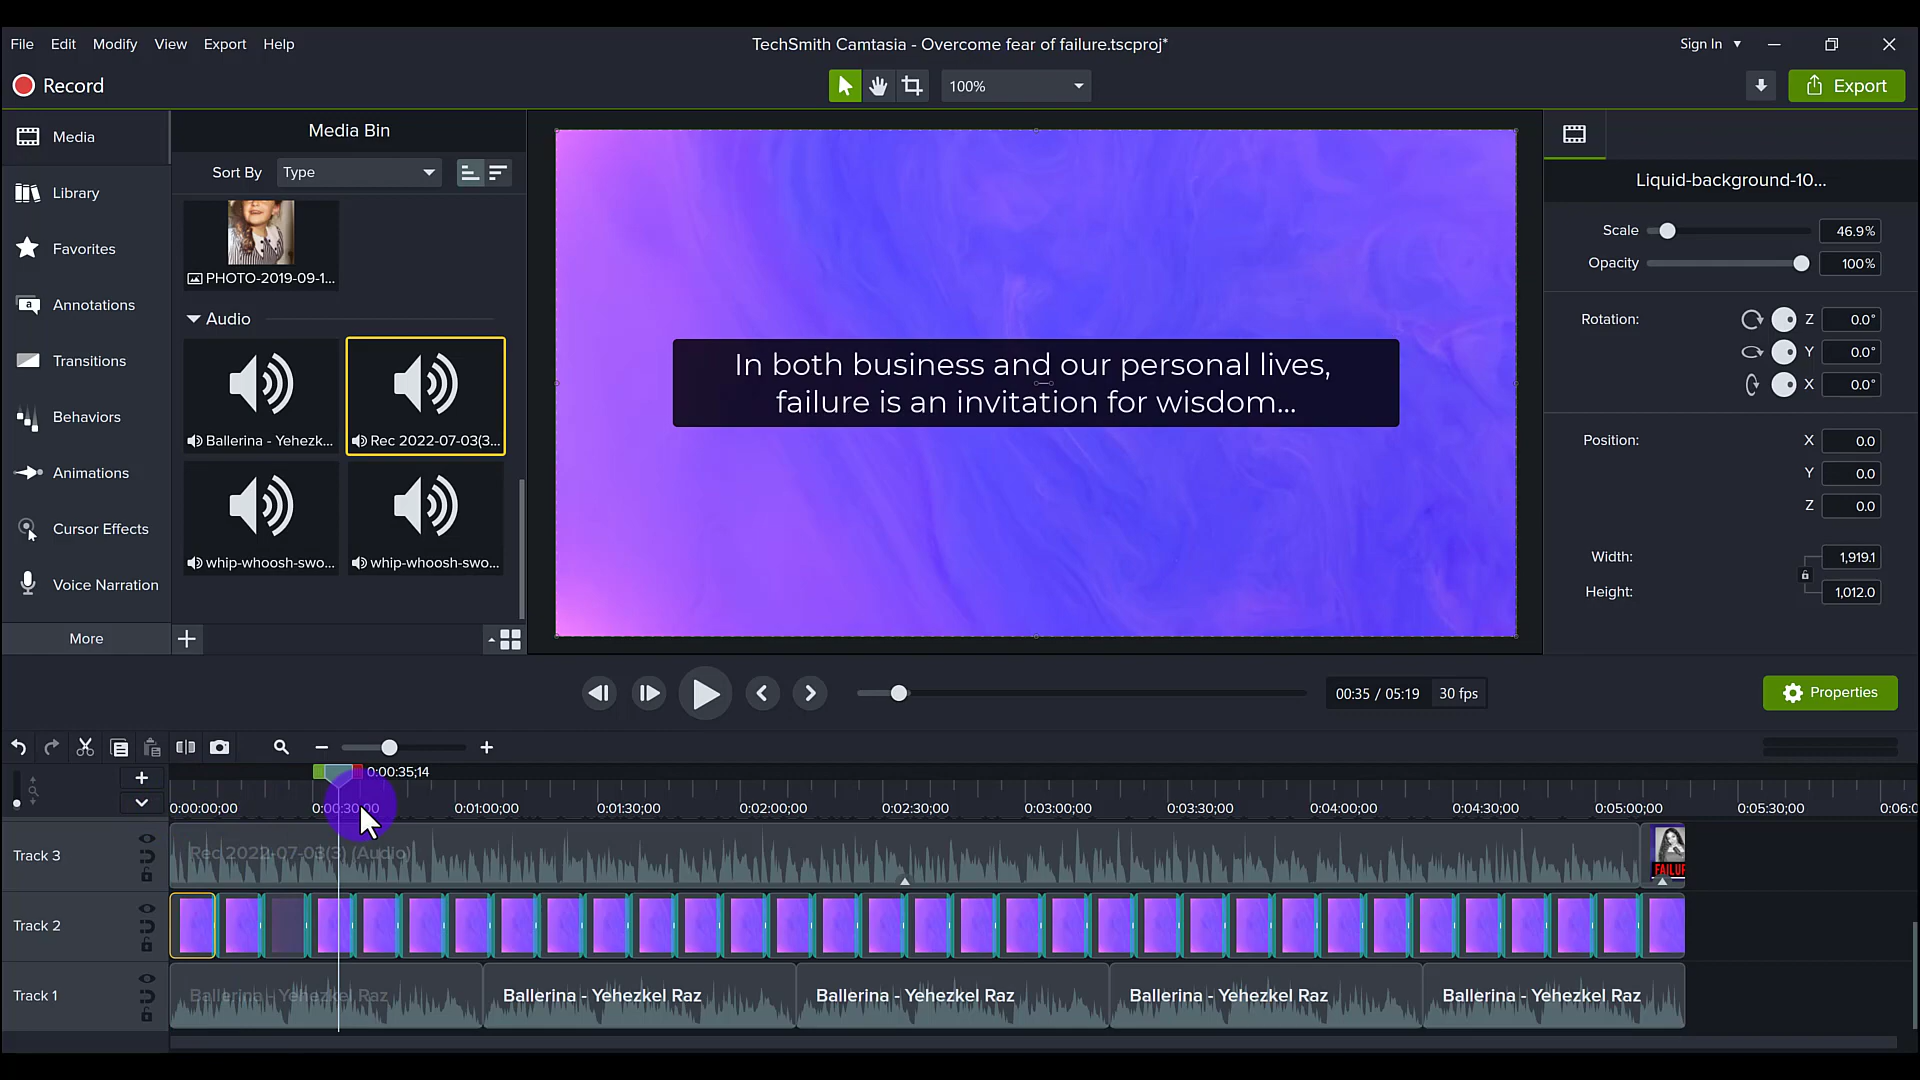 File Edit Modify View Export Help
TechSmith Camtasia - Overcome fear of failure.tscproj*
Sign In
Record
100%
Export
Media
Library
Favorites
Annotations
Transitions
Behaviors
Animations
Cursor Effects
Voice Narration
More
Media Bin
Sort By Type
PHOTO-2019-09-1...
Audio
Ballerina - Yehezk...
Rec 2022-07-03(3...
whip-whoosh-swo...
whip-whoosh-swo...
In both business and our personal lives,
failure is an invitation for wisdom...
Liquid-background-10...
Scale 46.9%
Opacity 100%
Rotation: Z 0.0°
Y 0.0°
X 0.0°
Position: X 0.0
Y 0.0
Z 0.0
Width: 1,919.1
Height: 1,012.0
00:35 / 05:19 30 fps
Properties
0:00:35;14
0:00:00;00 0:00:30;00 0:01:00;00 0:01:30;00 0:02:00;00 0:02:30;00 0:03:00;00 0:03:30;00 0:04:00;00 0:04:30;00 0:05:00;00 0:05:30;00 0:06:0
Track 3
Rec 2022-07-03(3) (Audio)
FAILUR
Track 2
Track 1
Ballerina - Yehezkel Raz
Ballerina - Yehezkel Raz
Ballerina - Yehezkel Raz
Ballerina - Yehezkel Raz
Ballerina - Yehezkel Raz